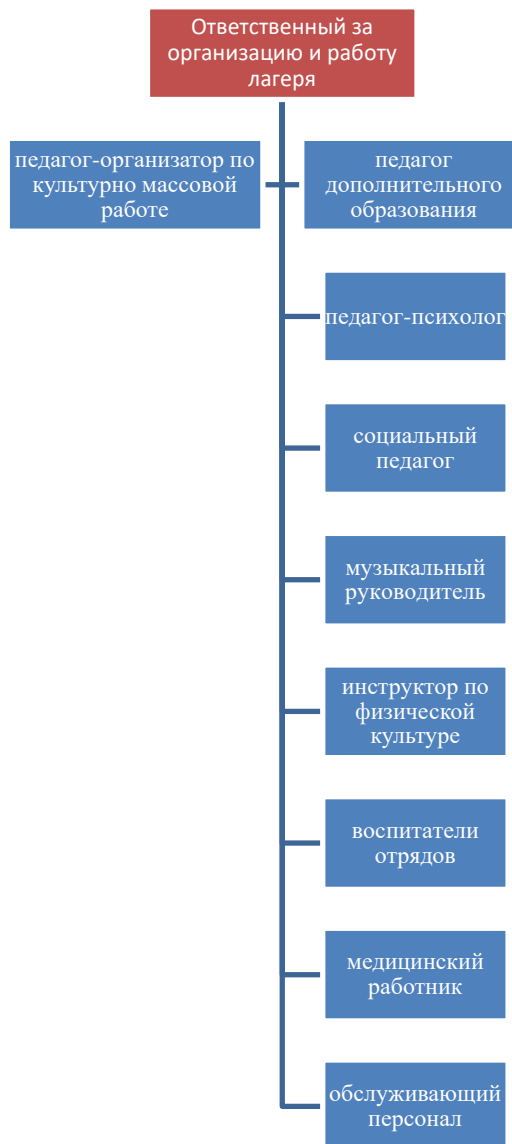 Ответственный за
организацию и работу
лагеря
педагог-организатор по
культурно массовой
работе
педагог
дополнительного
образования
педагог-психолог
социальный
педагог
музыкальный
руководитель
инструктор по
физической
культуре
воспитатели
отрядов
медицинский
работник
обслуживающий
персонал